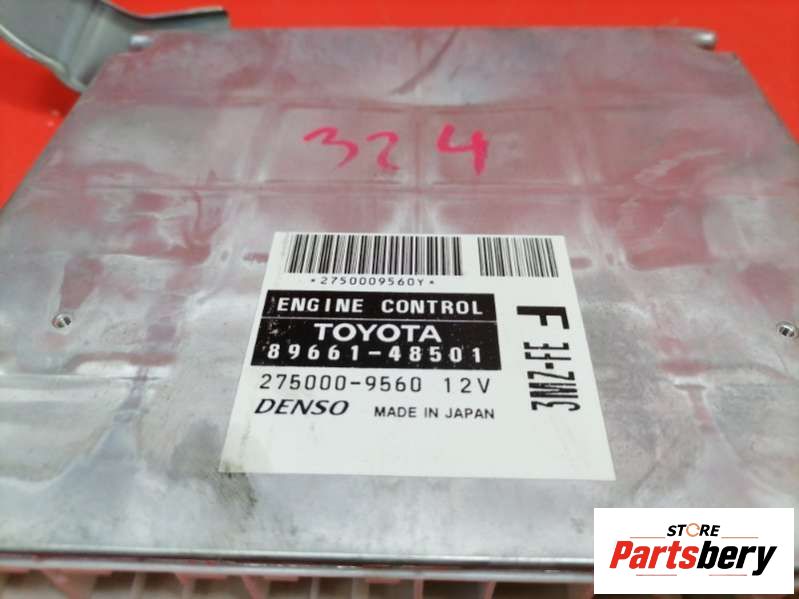 324
*2750009560Y*
ENGINE CONTROL
TOYOTA
89661-48501
275000-9560 12V
DENSO MADE IN JAPAN
3MZ-FE F
STORE
Partsbery